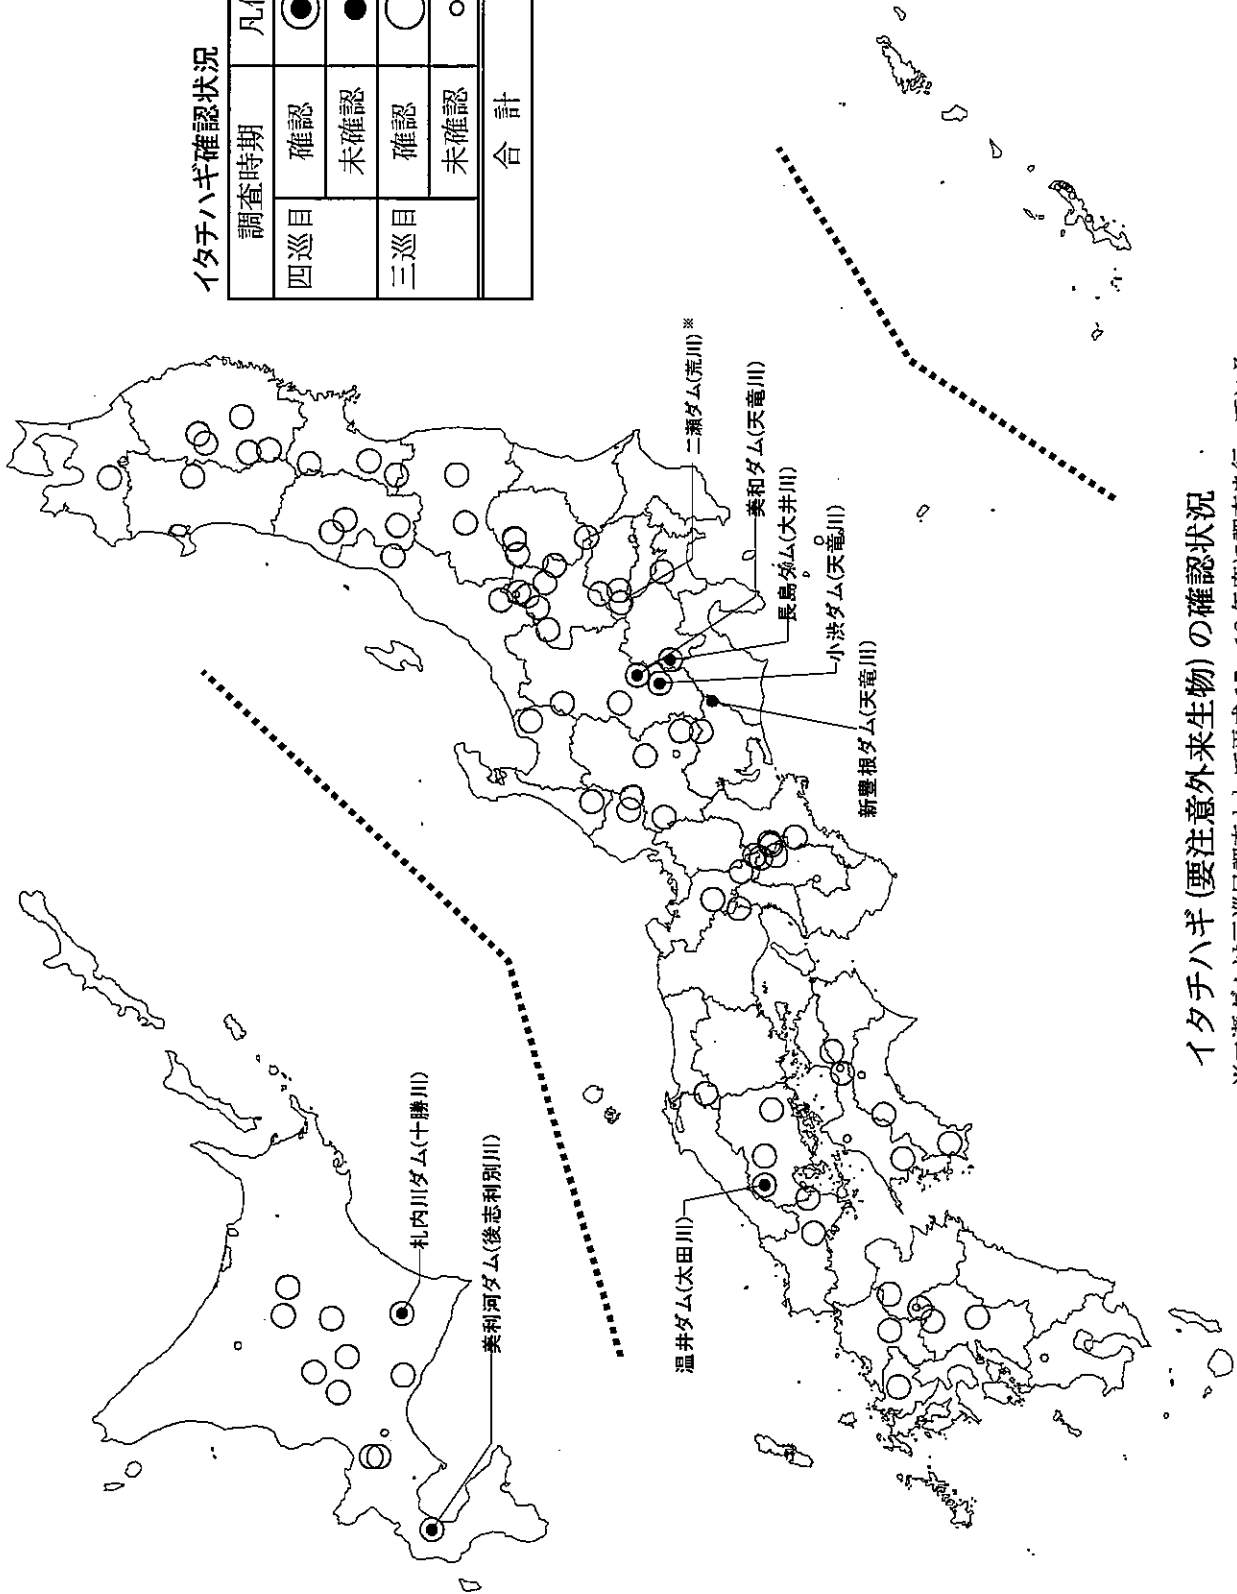 イタチハギ確認状況
調査時期
四巡目
確認
未確認
三巡目
確認
未確認
合 計
札内川ダム(十勝川)
美利河ダム(後志利別川)
二瀬ダム(荒川)※
美和ダム(天竜川)
長島ダム(大井川)
小渋ダム(天竜川)
新豊根ダム(天竜川)
温井ダム(太田川)
イタチハギ (要注意外来生物) の確認状況